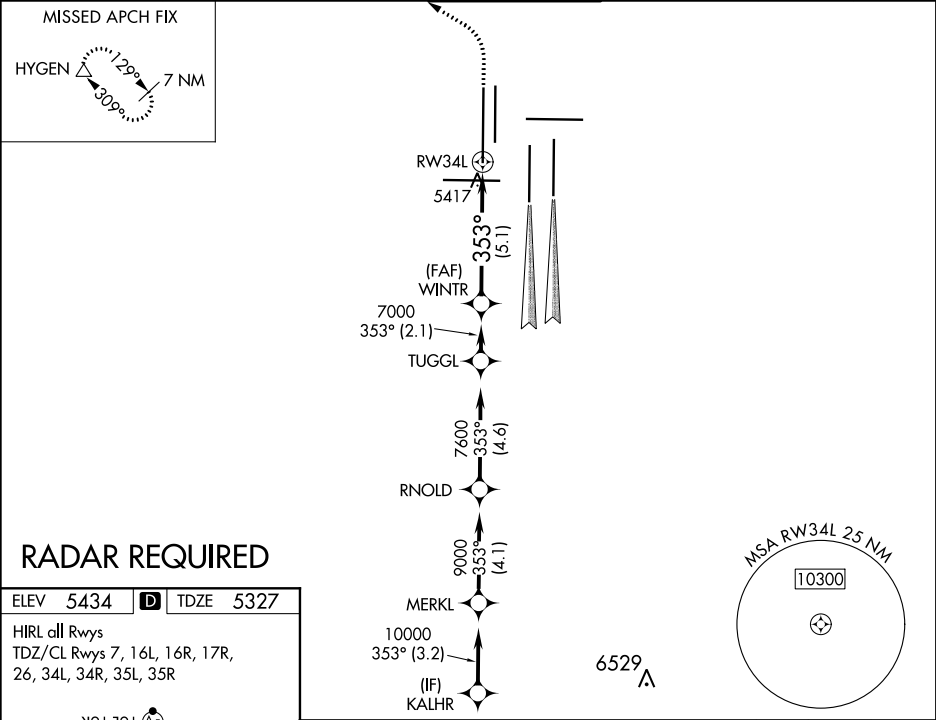 MISSED APCH FIX
HYGEN
129°
7 NM
309°
RW34L
5417
353°
(5.1)
(FAF)
WINTR
7000
353° (2.1)
TUGGL
7600
353°
(4.6)
RNOLD
9000
353°
(4.1)
MERKL
10000
353° (3.2)
(IF)
KALHR
6529
MSA RW34L 25 NM
10300
RADAR REQUIRED
ELEV 5434 D TDZE 5327
HIRL all Rwys
TDZ/CL Rwys 7, 16L, 16R, 17R,
26, 34L, 34R, 35L, 35R